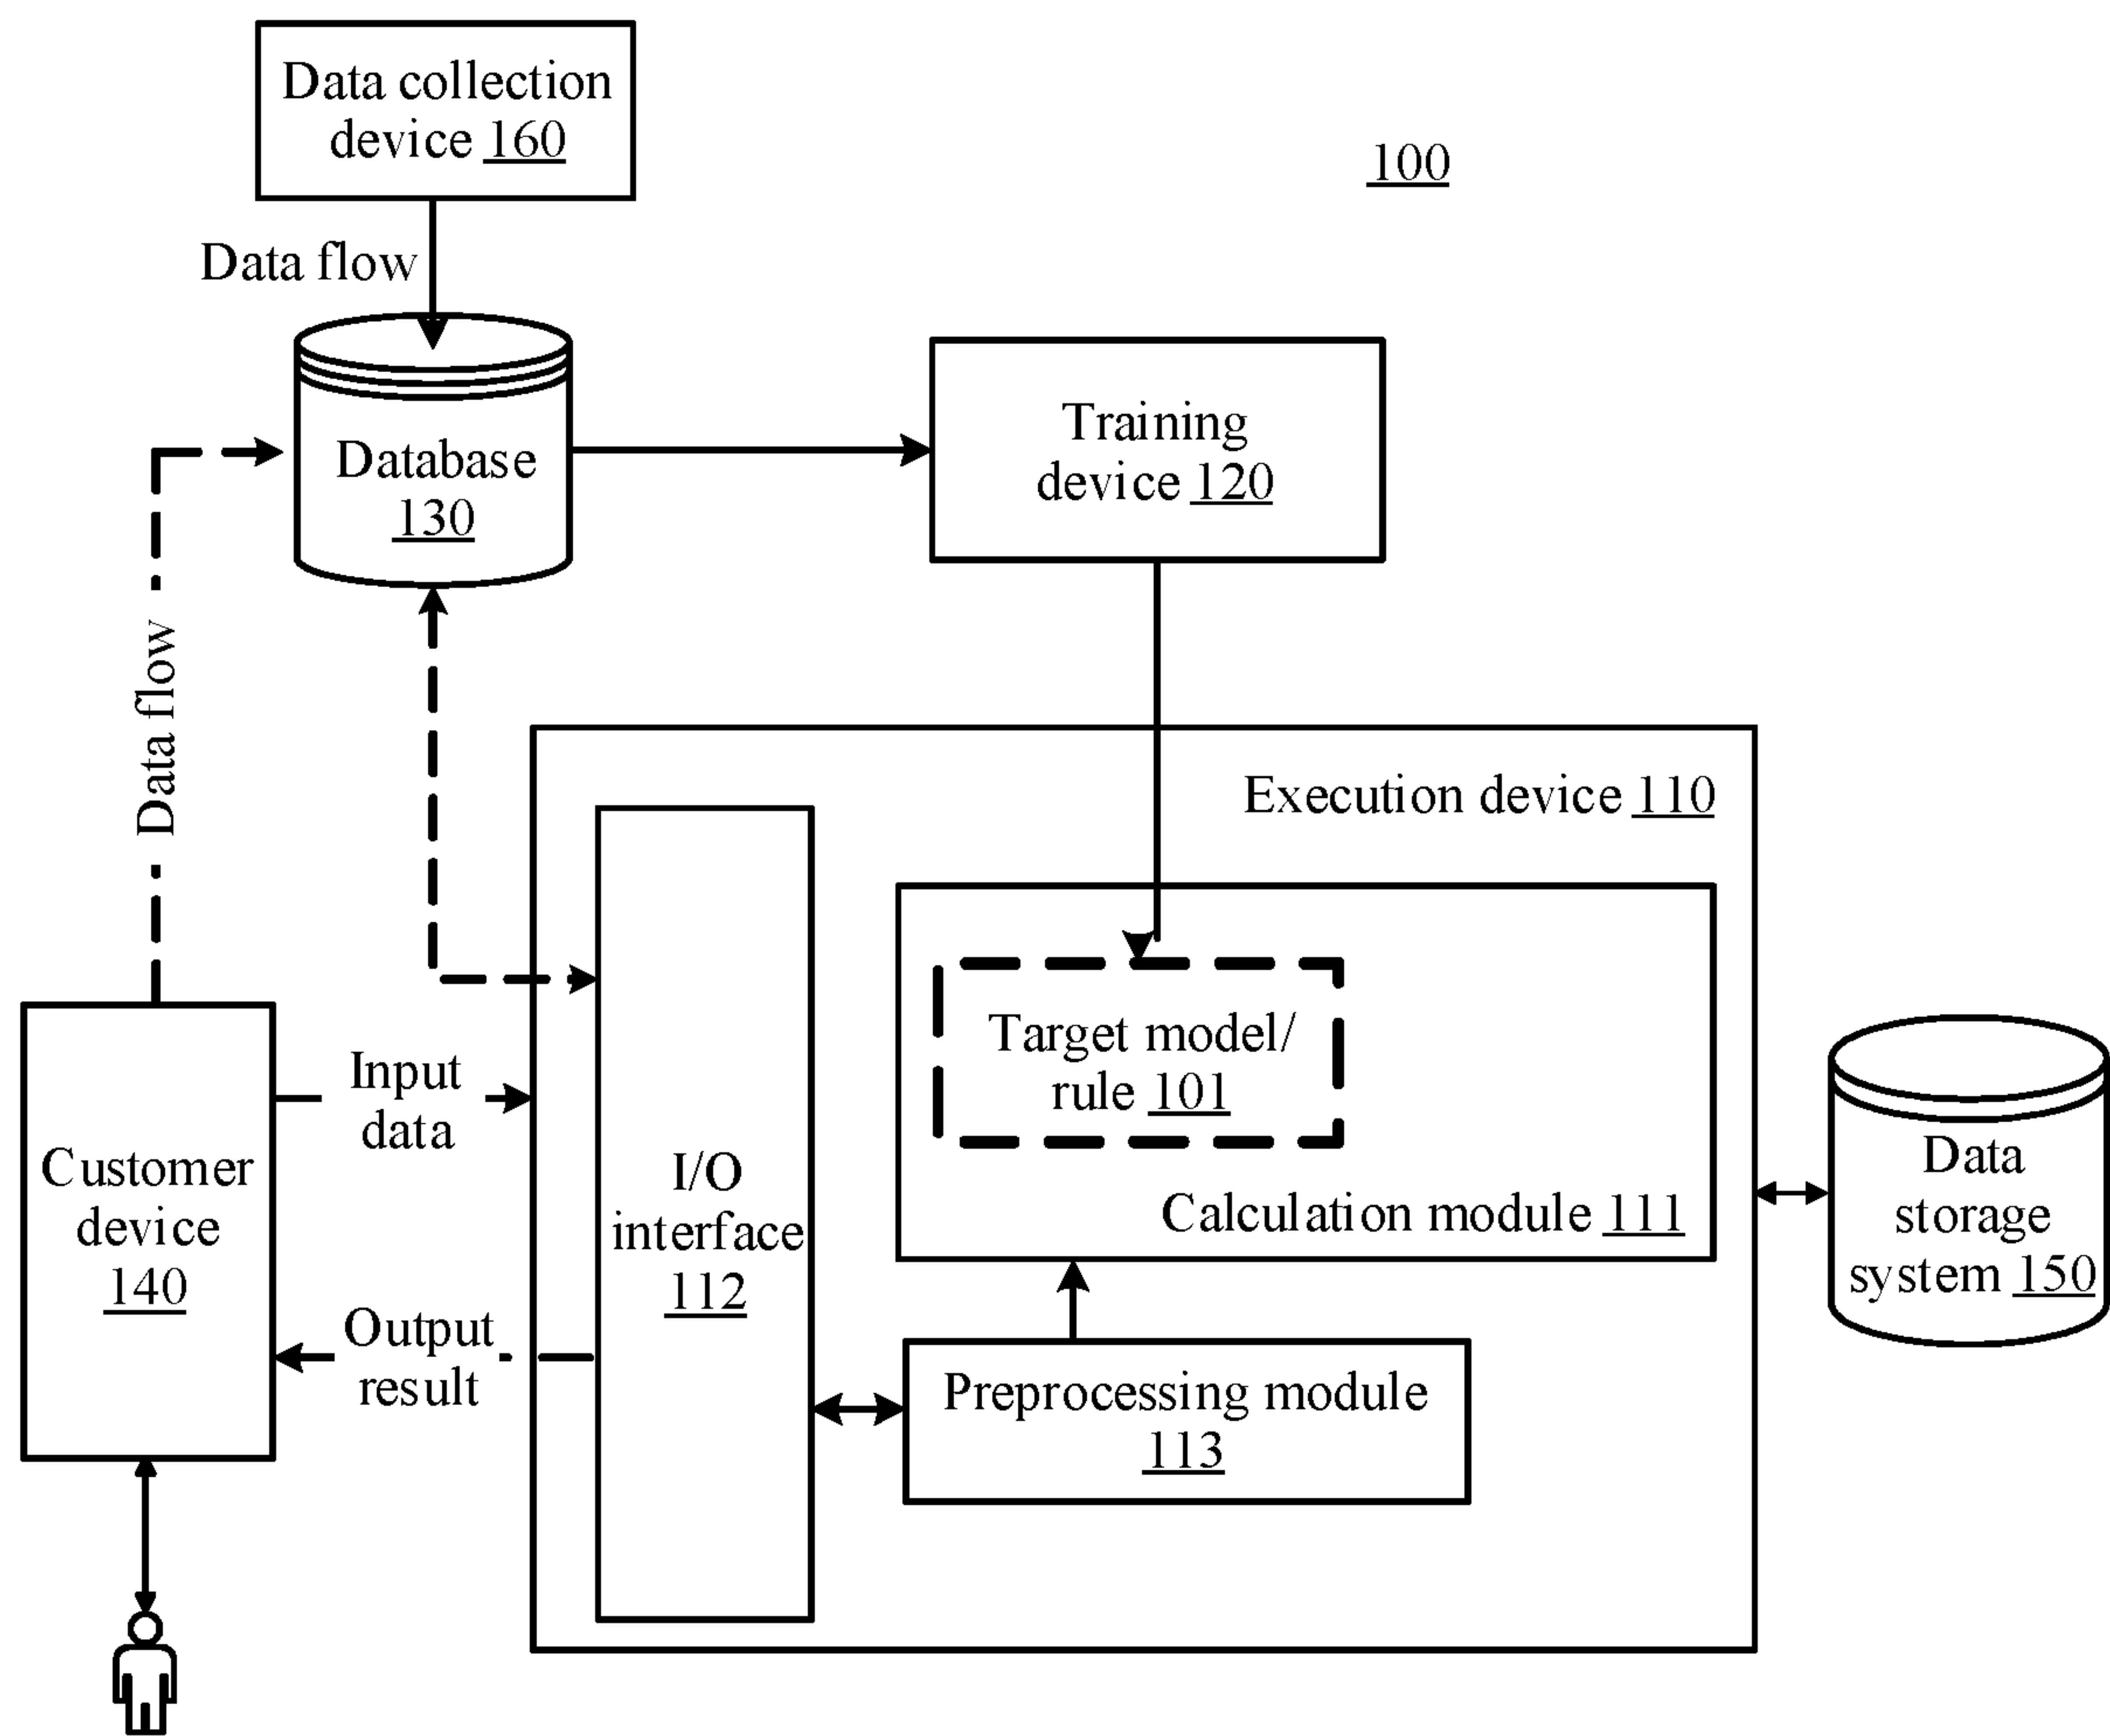 Data collection
device 160
100
Data flow
Training
device 120
Database
130
Data flow
Execution device 110
Target model/
rule 101
Input
data
Calculation module 111
I/O
interface
112
Customer
device
140
Data
storage
system 150
Output
result
Preprocessing module
113